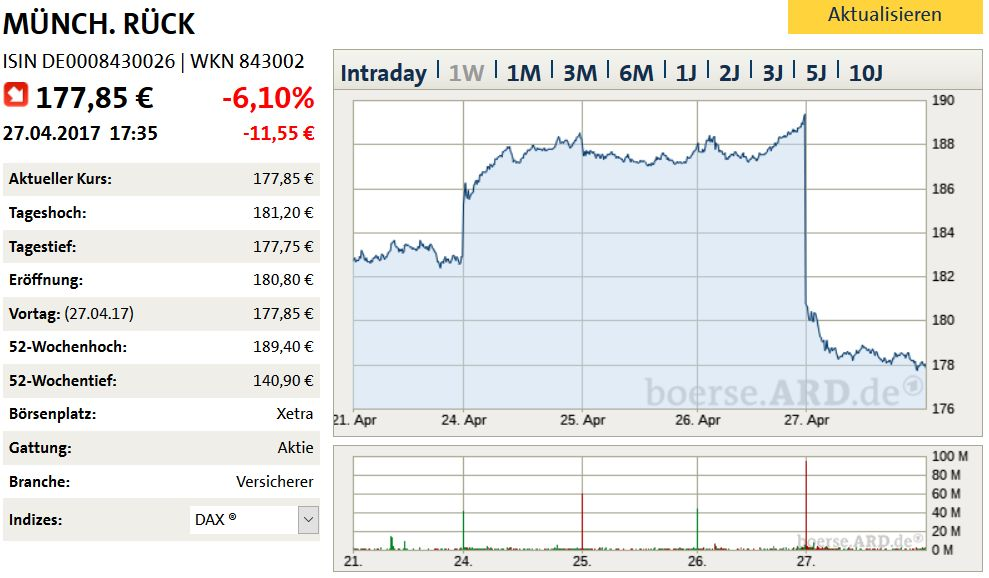 MÜNCH. RÜCK
Aktualisieren
ISIN DE0008430026 | WKN 843002
177,85 € -6,10%
27.04.2017 17:35 -11,55 €
Aktueller Kurs: 177,85 €
Tageshoch: 181,20 €
Tagestief: 177,75 €
Eröffnung: 180,80 €
Vortag: (27.04.17) 177,85 €
52-Wochenhoch: 189,40 €
52-Wochentief: 140,90 €
Börsenplatz: Xetra
Gattung: Aktie
Branche: Versicherer
Indizes: DAX ®
Intraday | 1W | 1M | 3M | 6M | 1J | 2J | 3J | 5J | 10J
190
188
186
184
182
180
178
176
boerse.ARD.de
21. Apr 24. Apr 25. Apr 26. Apr 27. Apr
100 M
80 M
60 M
40 M
20 M
0 M
boerse.ARD.de
21. 24. 25. 26. 27.